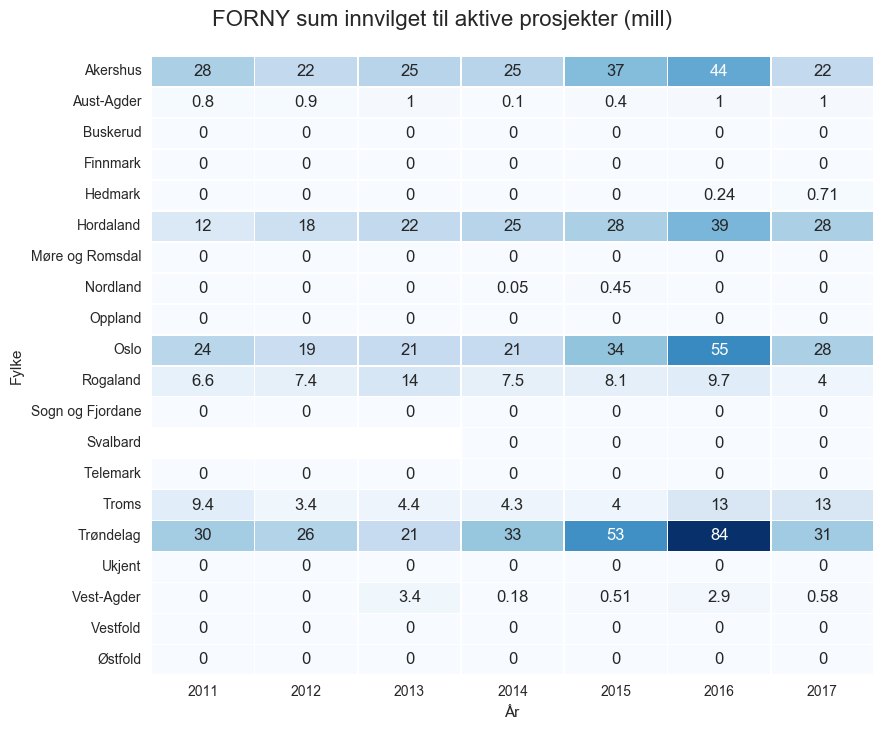 FORNY sum innvilget til aktive prosjekter (mill)
Akershus 28 22 25 25 37 44 22
Aust-Agder 0.8 0.9 1 0.1 0.4 1 1
Buskerud 0 0 0 0 0 0 0
Finnmark 0 0 0 0 0 0 0
Hedmark 0 0 0 0 0 0.24 0.71
Hordaland 12 18 22 25 28 39 28
Møre og Romsdal 0 0 0 0 0 0 0
Nordland 0 0 0 0.05 0.45 0 0
Oppland 0 0 0 0 0 0 0
Oslo 24 19 21 21 34 55 28
Fylke
Rogaland 6.6 7.4 14 7.5 8.1 9.7 4
Sogn og Fjordane 0 0 0 0 0 0 0
Svalbard 0 0 0 0
Telemark 0 0 0 0 0 0 0
Troms 9.4 3.4 4.4 4.3 4 13 13
Trøndelag 30 26 21 33 53 84 31
Ukjent 0 0 0 0 0 0 0
Vest-Agder 0 0 3.4 0.18 0.51 2.9 0.58
Vestfold 0 0 0 0 0 0 0
Østfold 0 0 0 0 0 0 0
2011 2012 2013 2014 2015 2016 2017
År